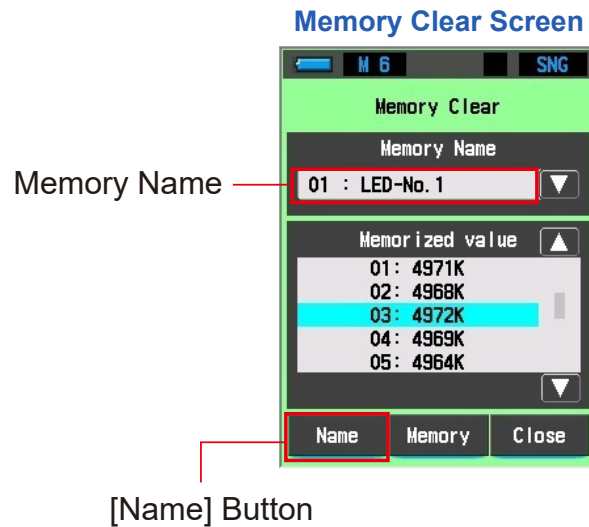 Memory Clear Screen
M 6 SNG
Memory Clear
Memory Name
Memory Name
01 : LED-No.1
Memorized value
01: 4971K
02: 4968K
03: 4972K
04: 4969K
05: 4964K
Name Memory Close
[Name] Button